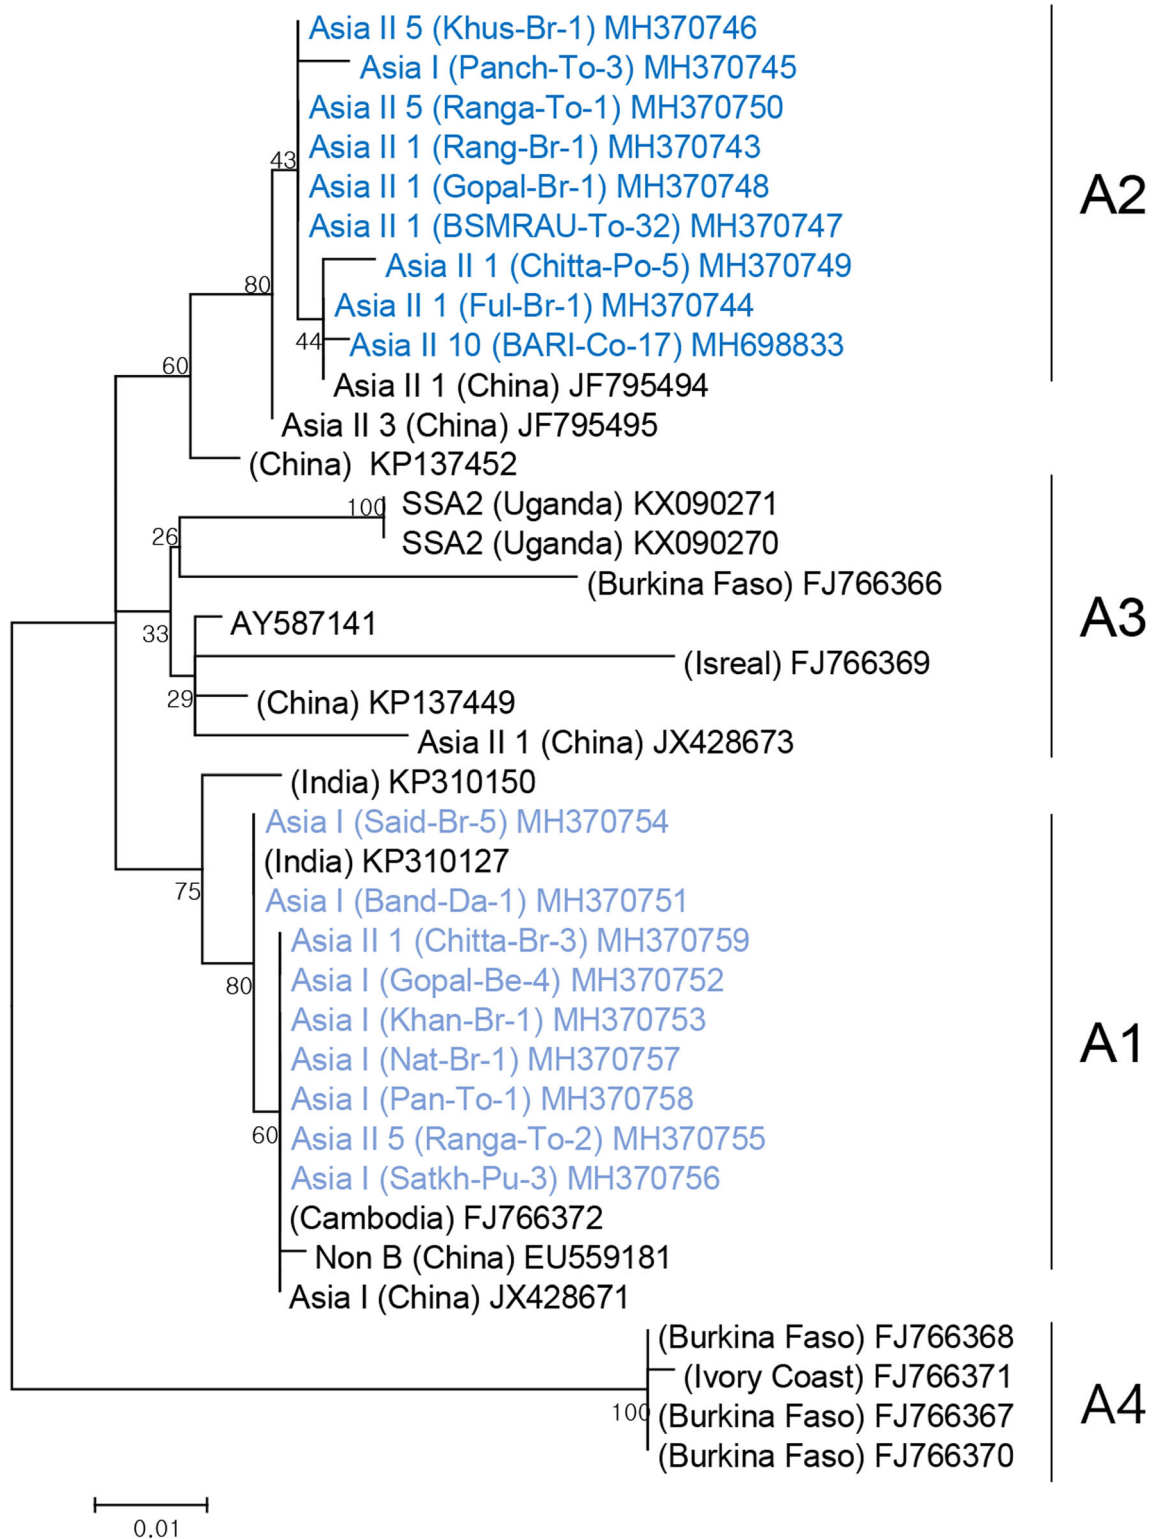 Asia II 5 (Khus-Br-1) MH370746
Asia I (Panch-To-3) MH370745
Asia II 5 (Ranga-To-1) MH370750
Asia II 1 (Rang-Br-1) MH370743
43
Asia II 1 (Gopal-Br-1) MH370748
A2
Asia II 1 (BSMRAU-To-32) MH370747
Asia II 1 (Chitta-Po-5) MH370749
80
Asia II 1 (Ful-Br-1) MH370744
44
Asia II 10 (BARI-Co-17) MH698833
60
Asia II 1 (China) JF795494
Asia II 3 (China) JF795495
(China) KP137452
100
SSA2 (Uganda) KX090271
26
SSA2 (Uganda) KX090270
(Burkina Faso) FJ766366
A3
AY587141
33
(Isreal) FJ766369
29
(China) KP137449
Asia II 1 (China) JX428673
(India) KP310150
Asia I (Said-Br-5) MH370754
(India) KP310127
75
Asia I (Band-Da-1) MH370751
Asia II 1 (Chitta-Br-3) MH370759
80
Asia I (Gopal-Be-4) MH370752
Asia I (Khan-Br-1) MH370753
A1
Asia I (Nat-Br-1) MH370757
Asia I (Pan-To-1) MH370758
60
Asia II 5 (Ranga-To-2) MH370755
Asia I (Satkh-Pu-3) MH370756
(Cambodia) FJ766372
Non B (China) EU559181
Asia I (China) JX428671
(Burkina Faso) FJ766368
(Ivory Coast) FJ766371
A4
100
(Burkina Faso) FJ766367
(Burkina Faso) FJ766370
0.01